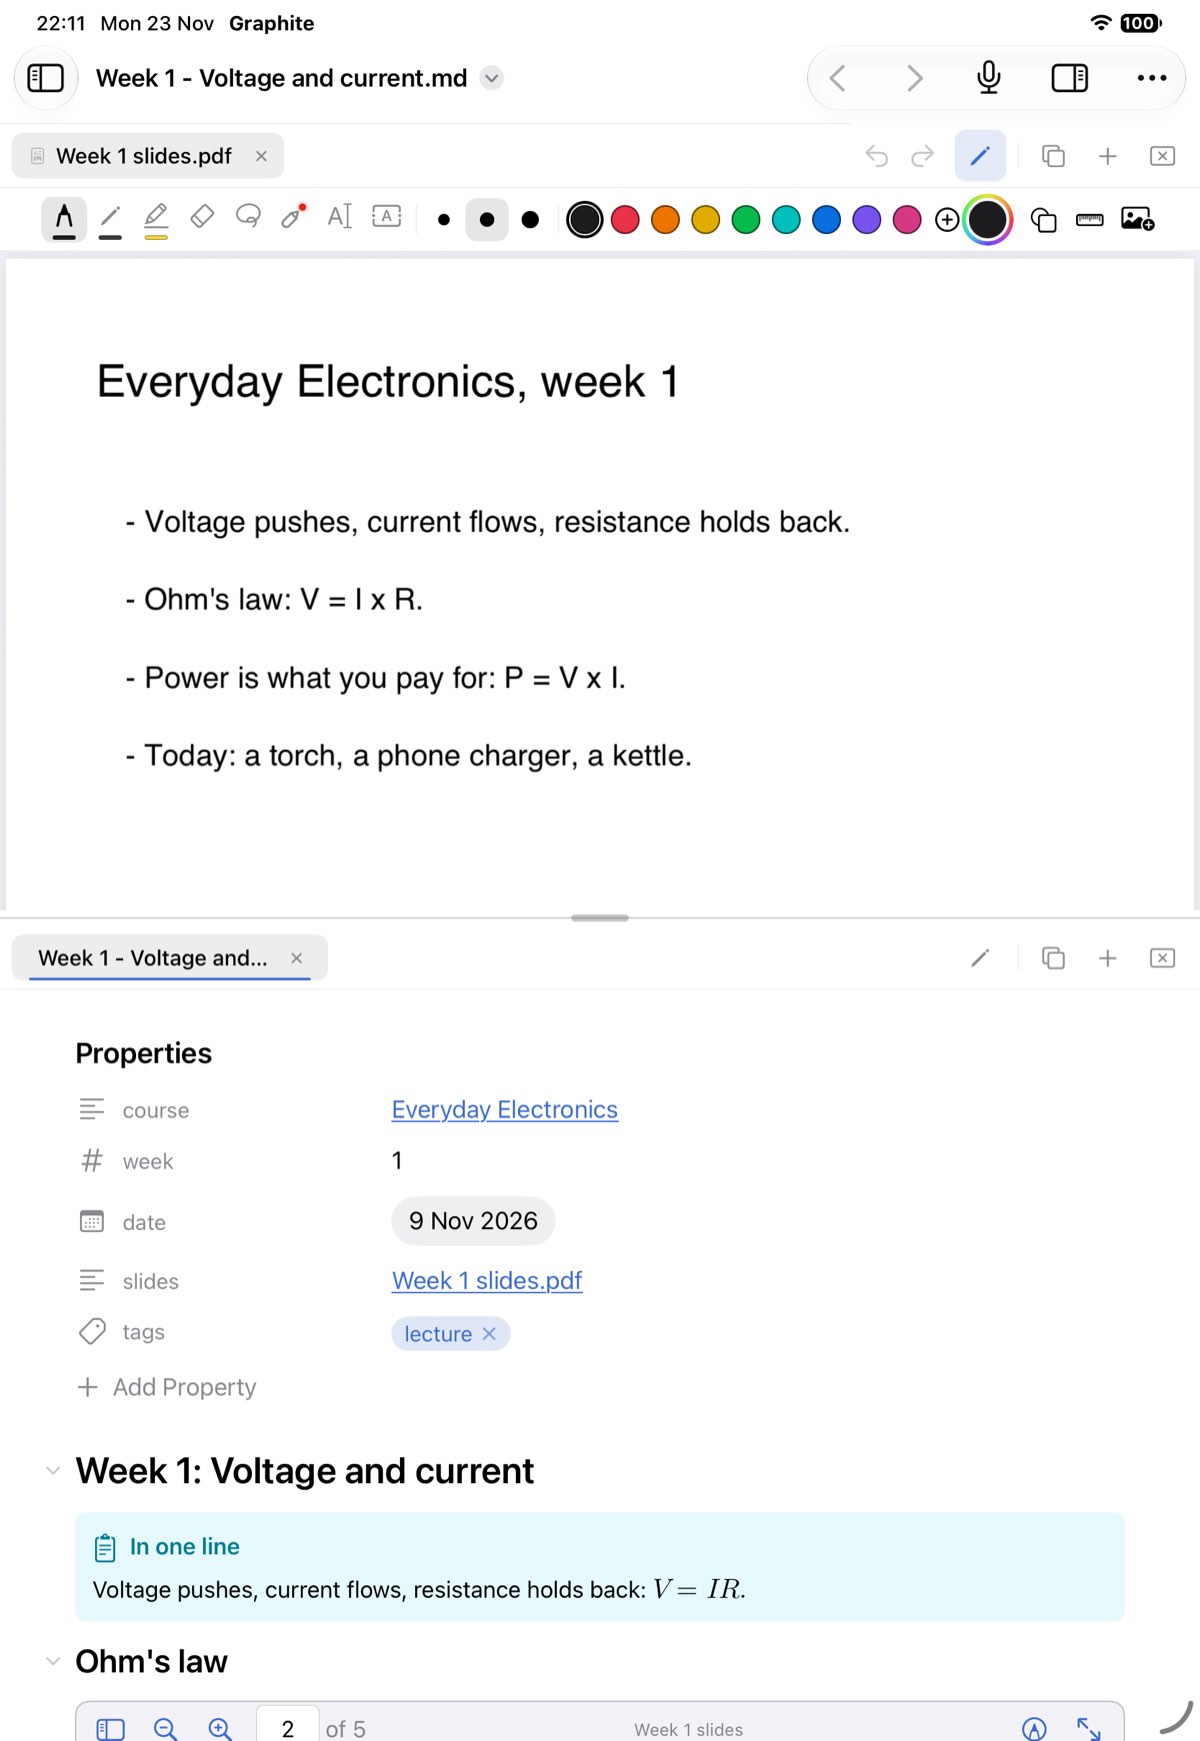 22:11 Mon 23 Nov Graphite 100
Week 1 - Voltage and current.md
Week 1 slides.pdf
Everyday Electronics, week 1
- Voltage pushes, current flows, resistance holds back.
- Ohm's law: V = I x R.
- Power is what you pay for: P = V x I.
- Today: a torch, a phone charger, a kettle.
Week 1 - Voltage and...
Properties
course Everyday Electronics
week 1
date 9 Nov 2026
slides Week 1 slides.pdf
tags lecture
Add Property
Week 1: Voltage and current
In one line
Voltage pushes, current flows, resistance holds back: V = IR.
Ohm's law
2 of 5 Week 1 slides